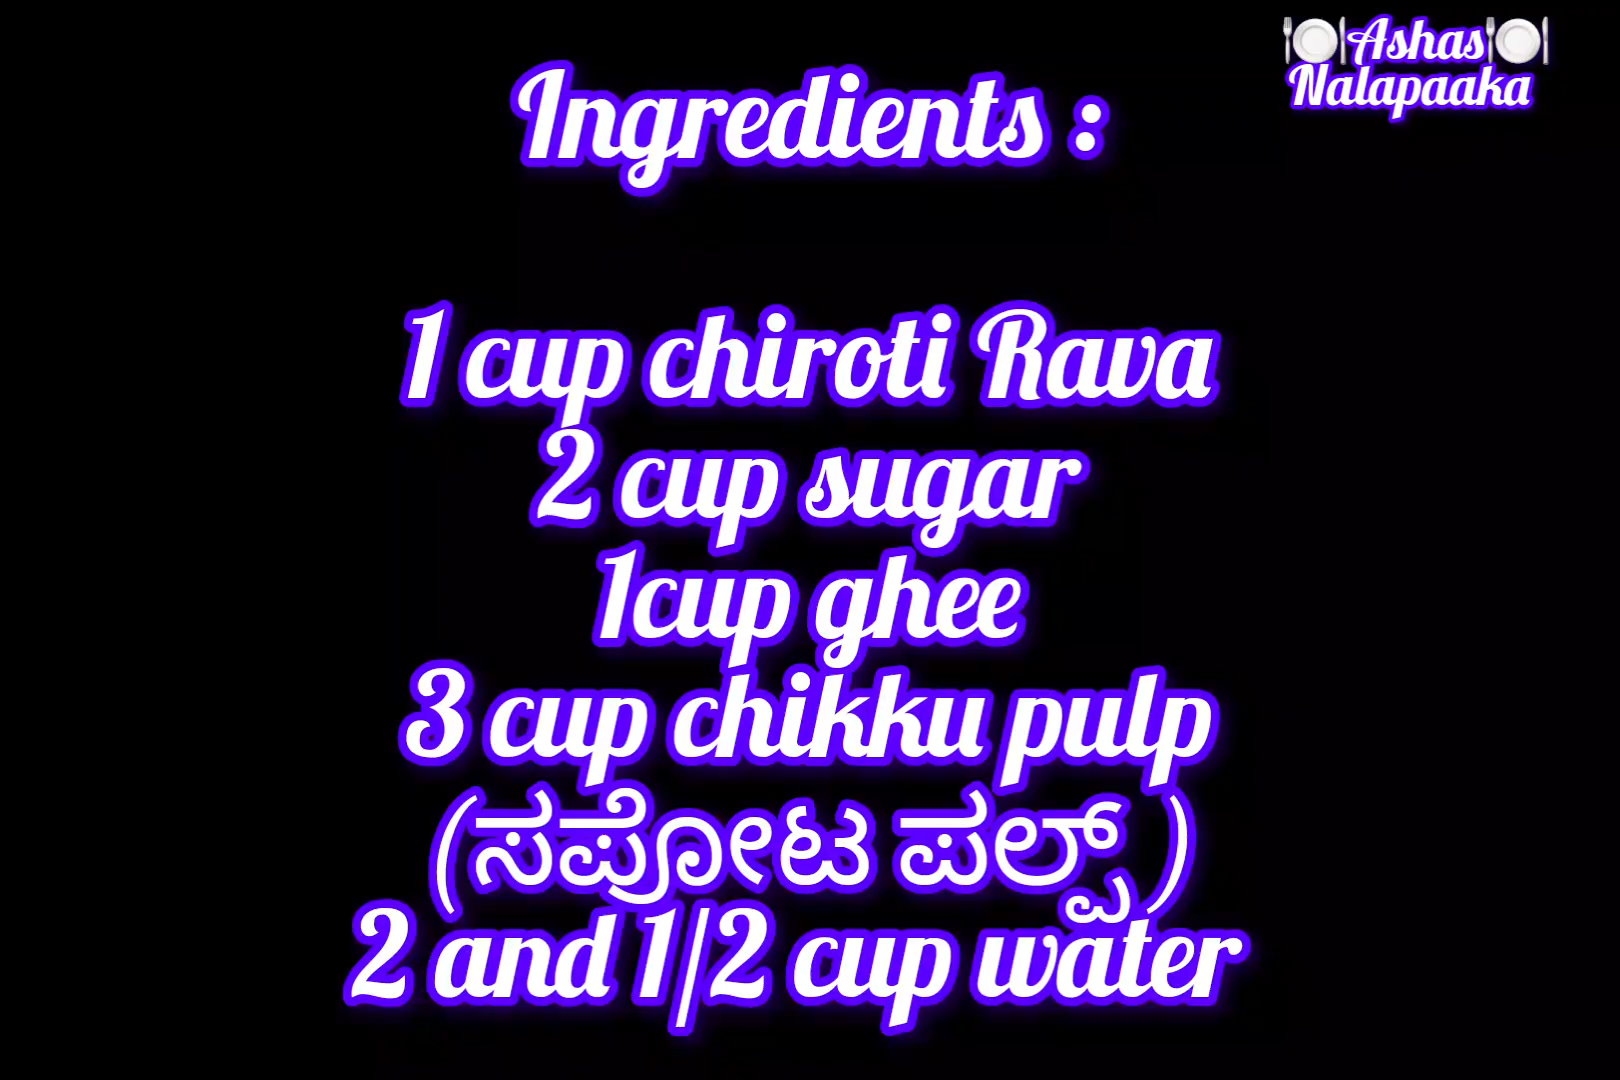 Ashas
Nalapaaka
Ingredients :
1 cup chiroti Rava
2 cup sugar
1cup ghee
3 cup chikku pulp
(ಸಪೋಟ ಪಲ್ಪ್ )
2 and 1/2 cup water